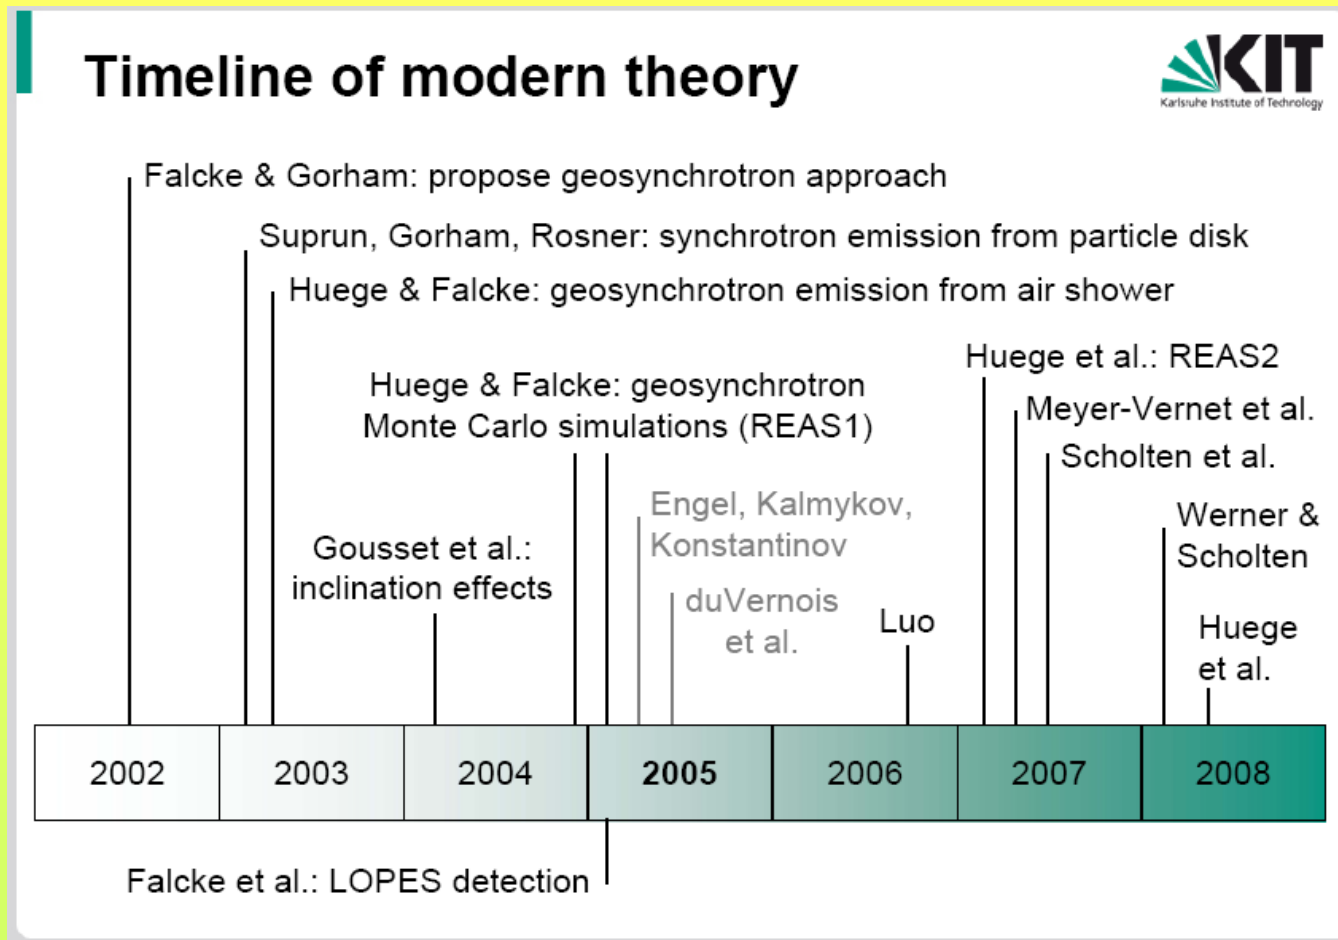 Timeline of modern theory
KIT
Karlsruhe Institute of Technology
Falcke & Gorham: propose geosynchrotron approach
Suprun, Gorham, Rosner: synchrotron emission from particle disk
Huege & Falcke: geosynchrotron emission from air shower
Huege et al.: REAS2
Huege & Falcke: geosynchrotron
Monte Carlo simulations (REAS1)
Meyer-Vernet et al.
Scholten et al.
Engel, Kalmykov,
Konstantinov
Werner &
Scholten
Gousset et al.:
inclination effects
duVernois
et al.
Luo
Huege
et al.
2002 2003 2004 2005 2006 2007 2008
Falcke et al.: LOPES detection